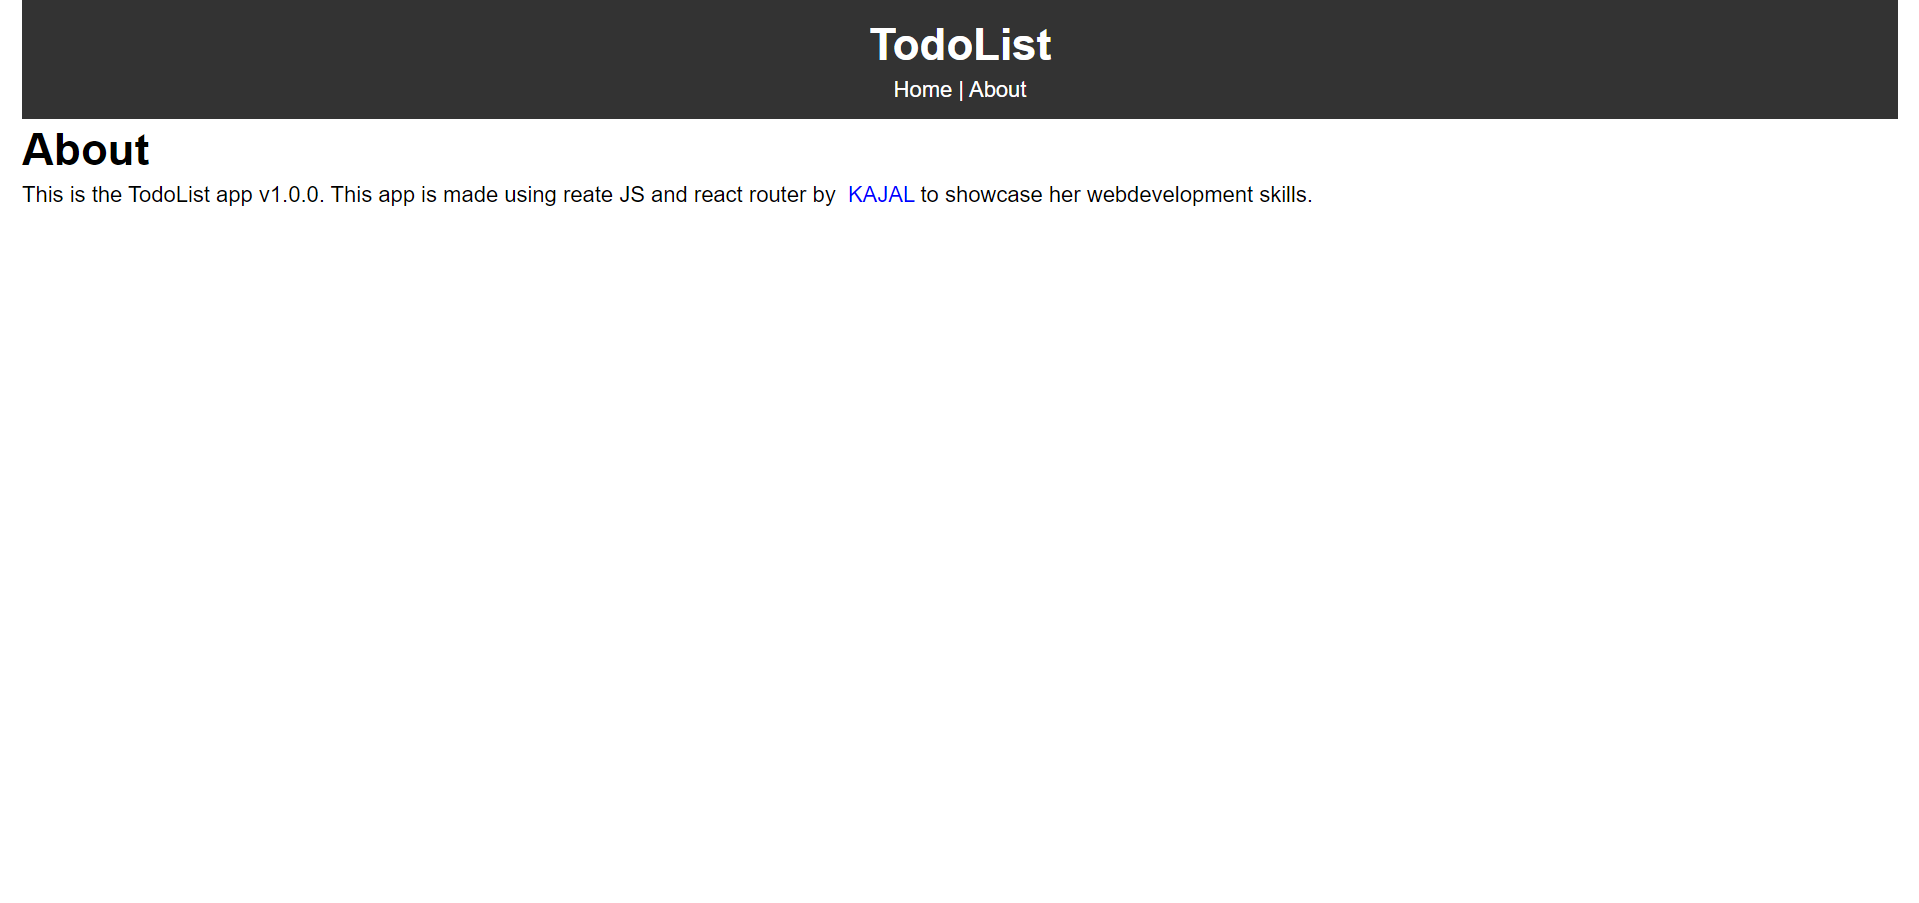 TodoList
Home | About
About
This is the TodoList app v1.0.0. This app is made using reate JS and react router by  KAJAL to showcase her webdevelopment skills.